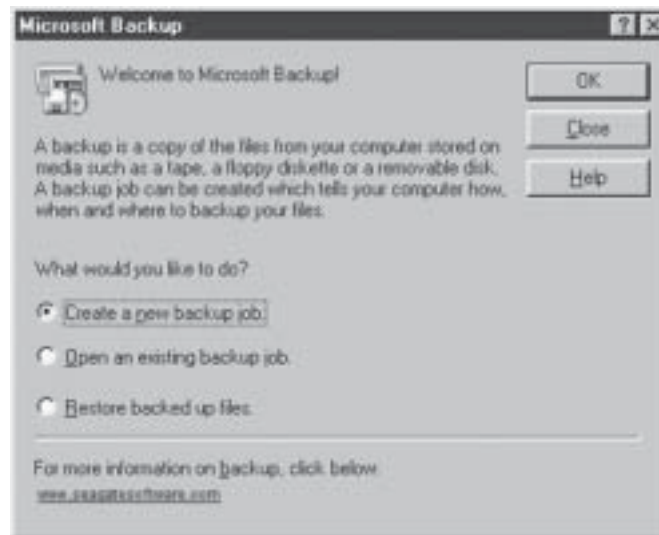 Microsoft Backup
Welcome to Microsoft Backup!
OK
Close
Help
A backup is a copy of the files from your computer stored on
media such as a tape, a floppy diskette or a removable disk.
A backup job can be created which tells your computer how,
when and where to backup your files.
What would you like to do?
Create a new backup job.
Open an existing backup job.
Restore backed up files.
For more information on backup, click below.
www.seagatesoftware.com